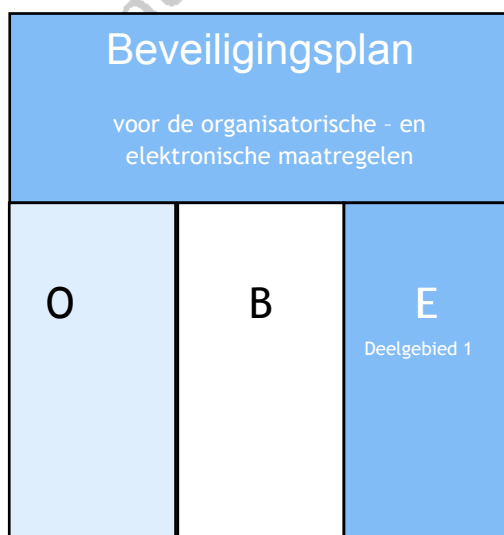 Beveiligingsplan
voor de organisatorische - en
elektronische maatregelen
O
B
E
Deelgebied 1